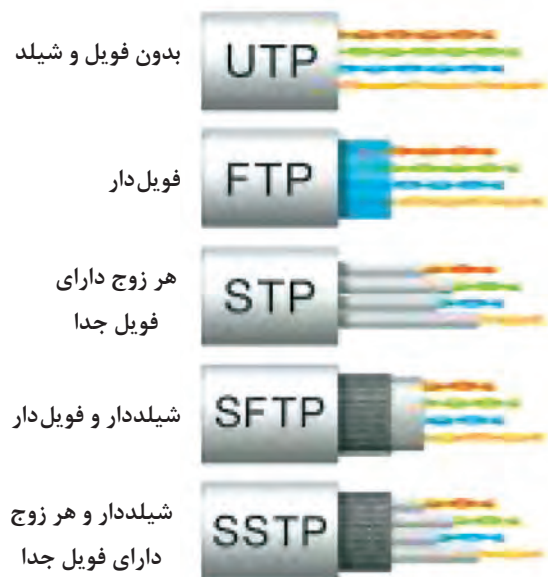 بدون فویل و شیلد
UTP
فویل‌دار
FTP
هر زوج دارای
فویل جدا
STP
شیلددار و فویل‌دار
SFTP
شیلددار و هر زوج
دارای فویل جدا
SSTP